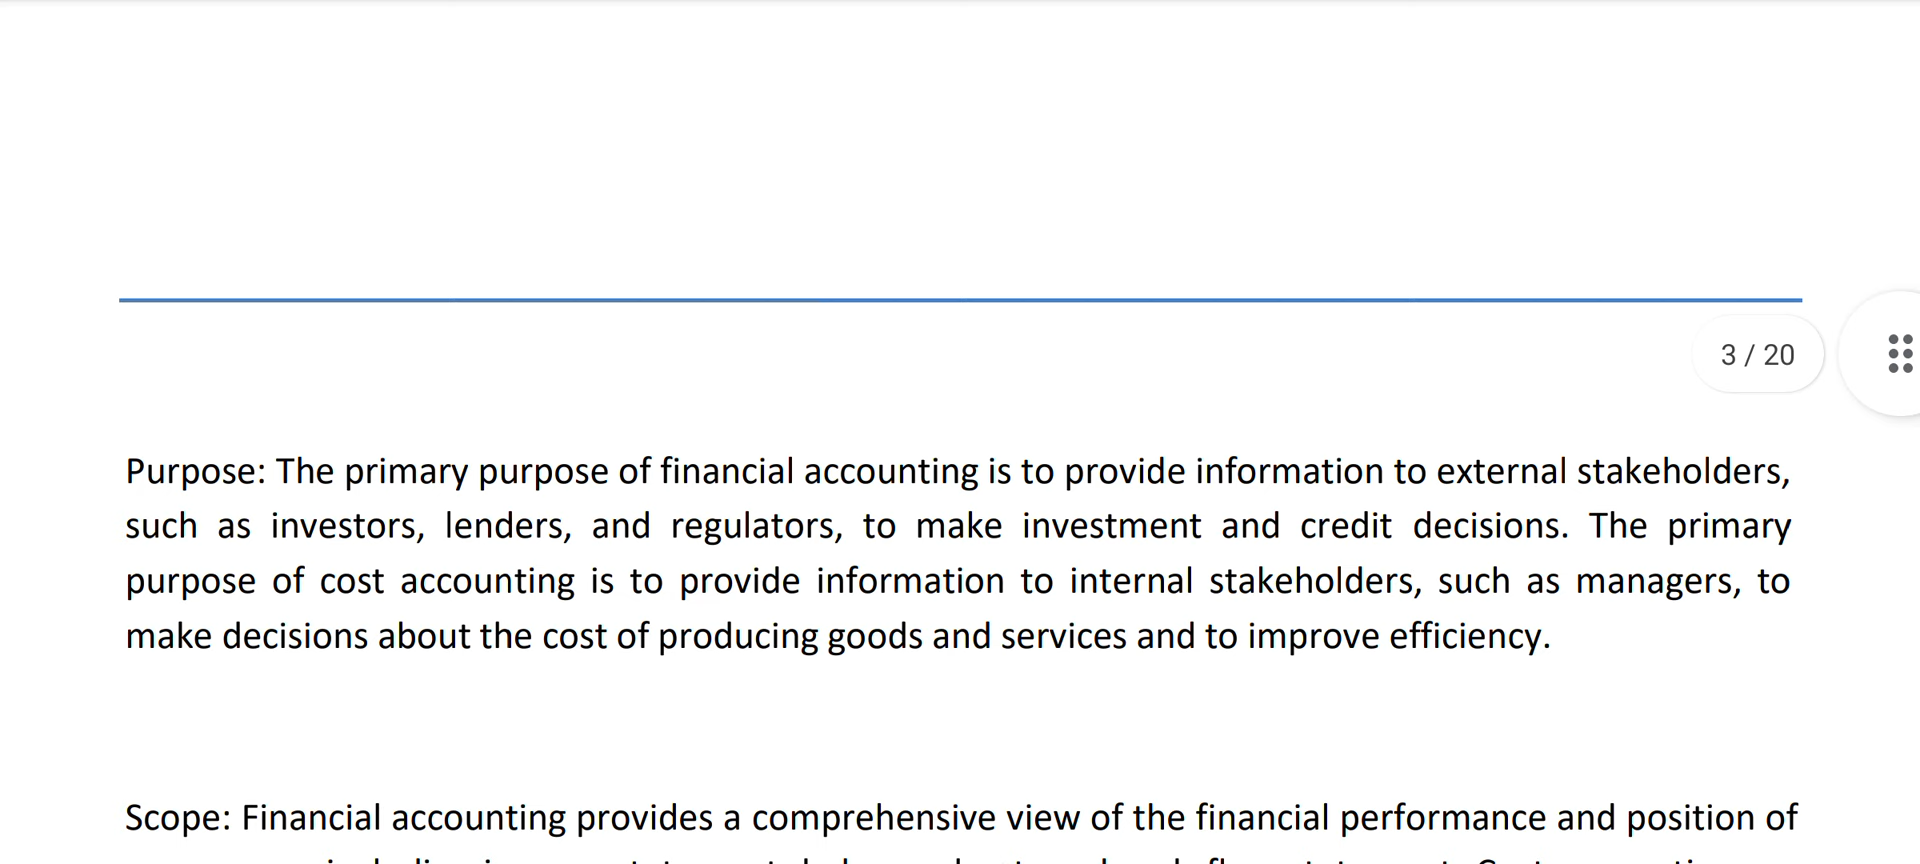 3 / 20
Purpose: The primary purpose of financial accounting is to provide information to external stakeholders,
such as investors, lenders, and regulators, to make investment and credit decisions. The primary
purpose of cost accounting is to provide information to internal stakeholders, such as managers, to
make decisions about the cost of producing goods and services and to improve efficiency.
Scope: Financial accounting provides a comprehensive view of the financial performance and position of